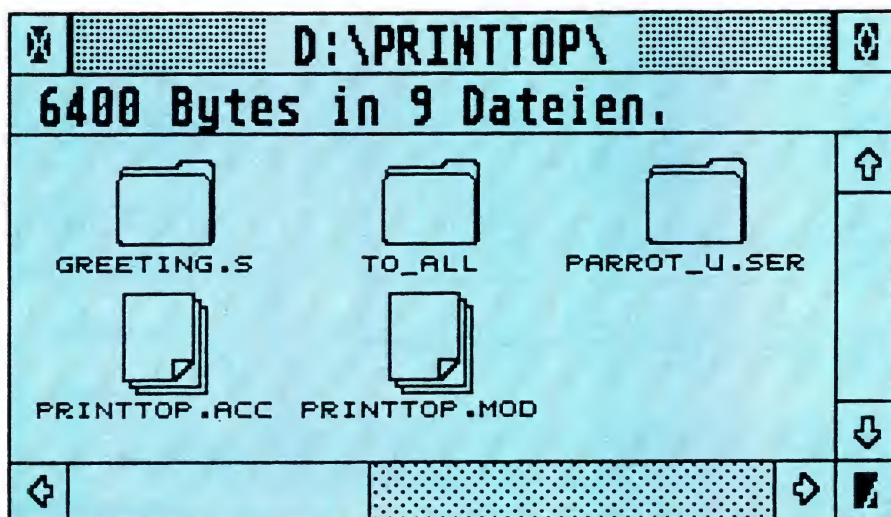 D:\PRINTTOP\
6400 Bytes in 9 Dateien.
GREETING.S TO_ALL PARROT_U.SER
PRINTTOP.ACC PRINTTOP.MOD